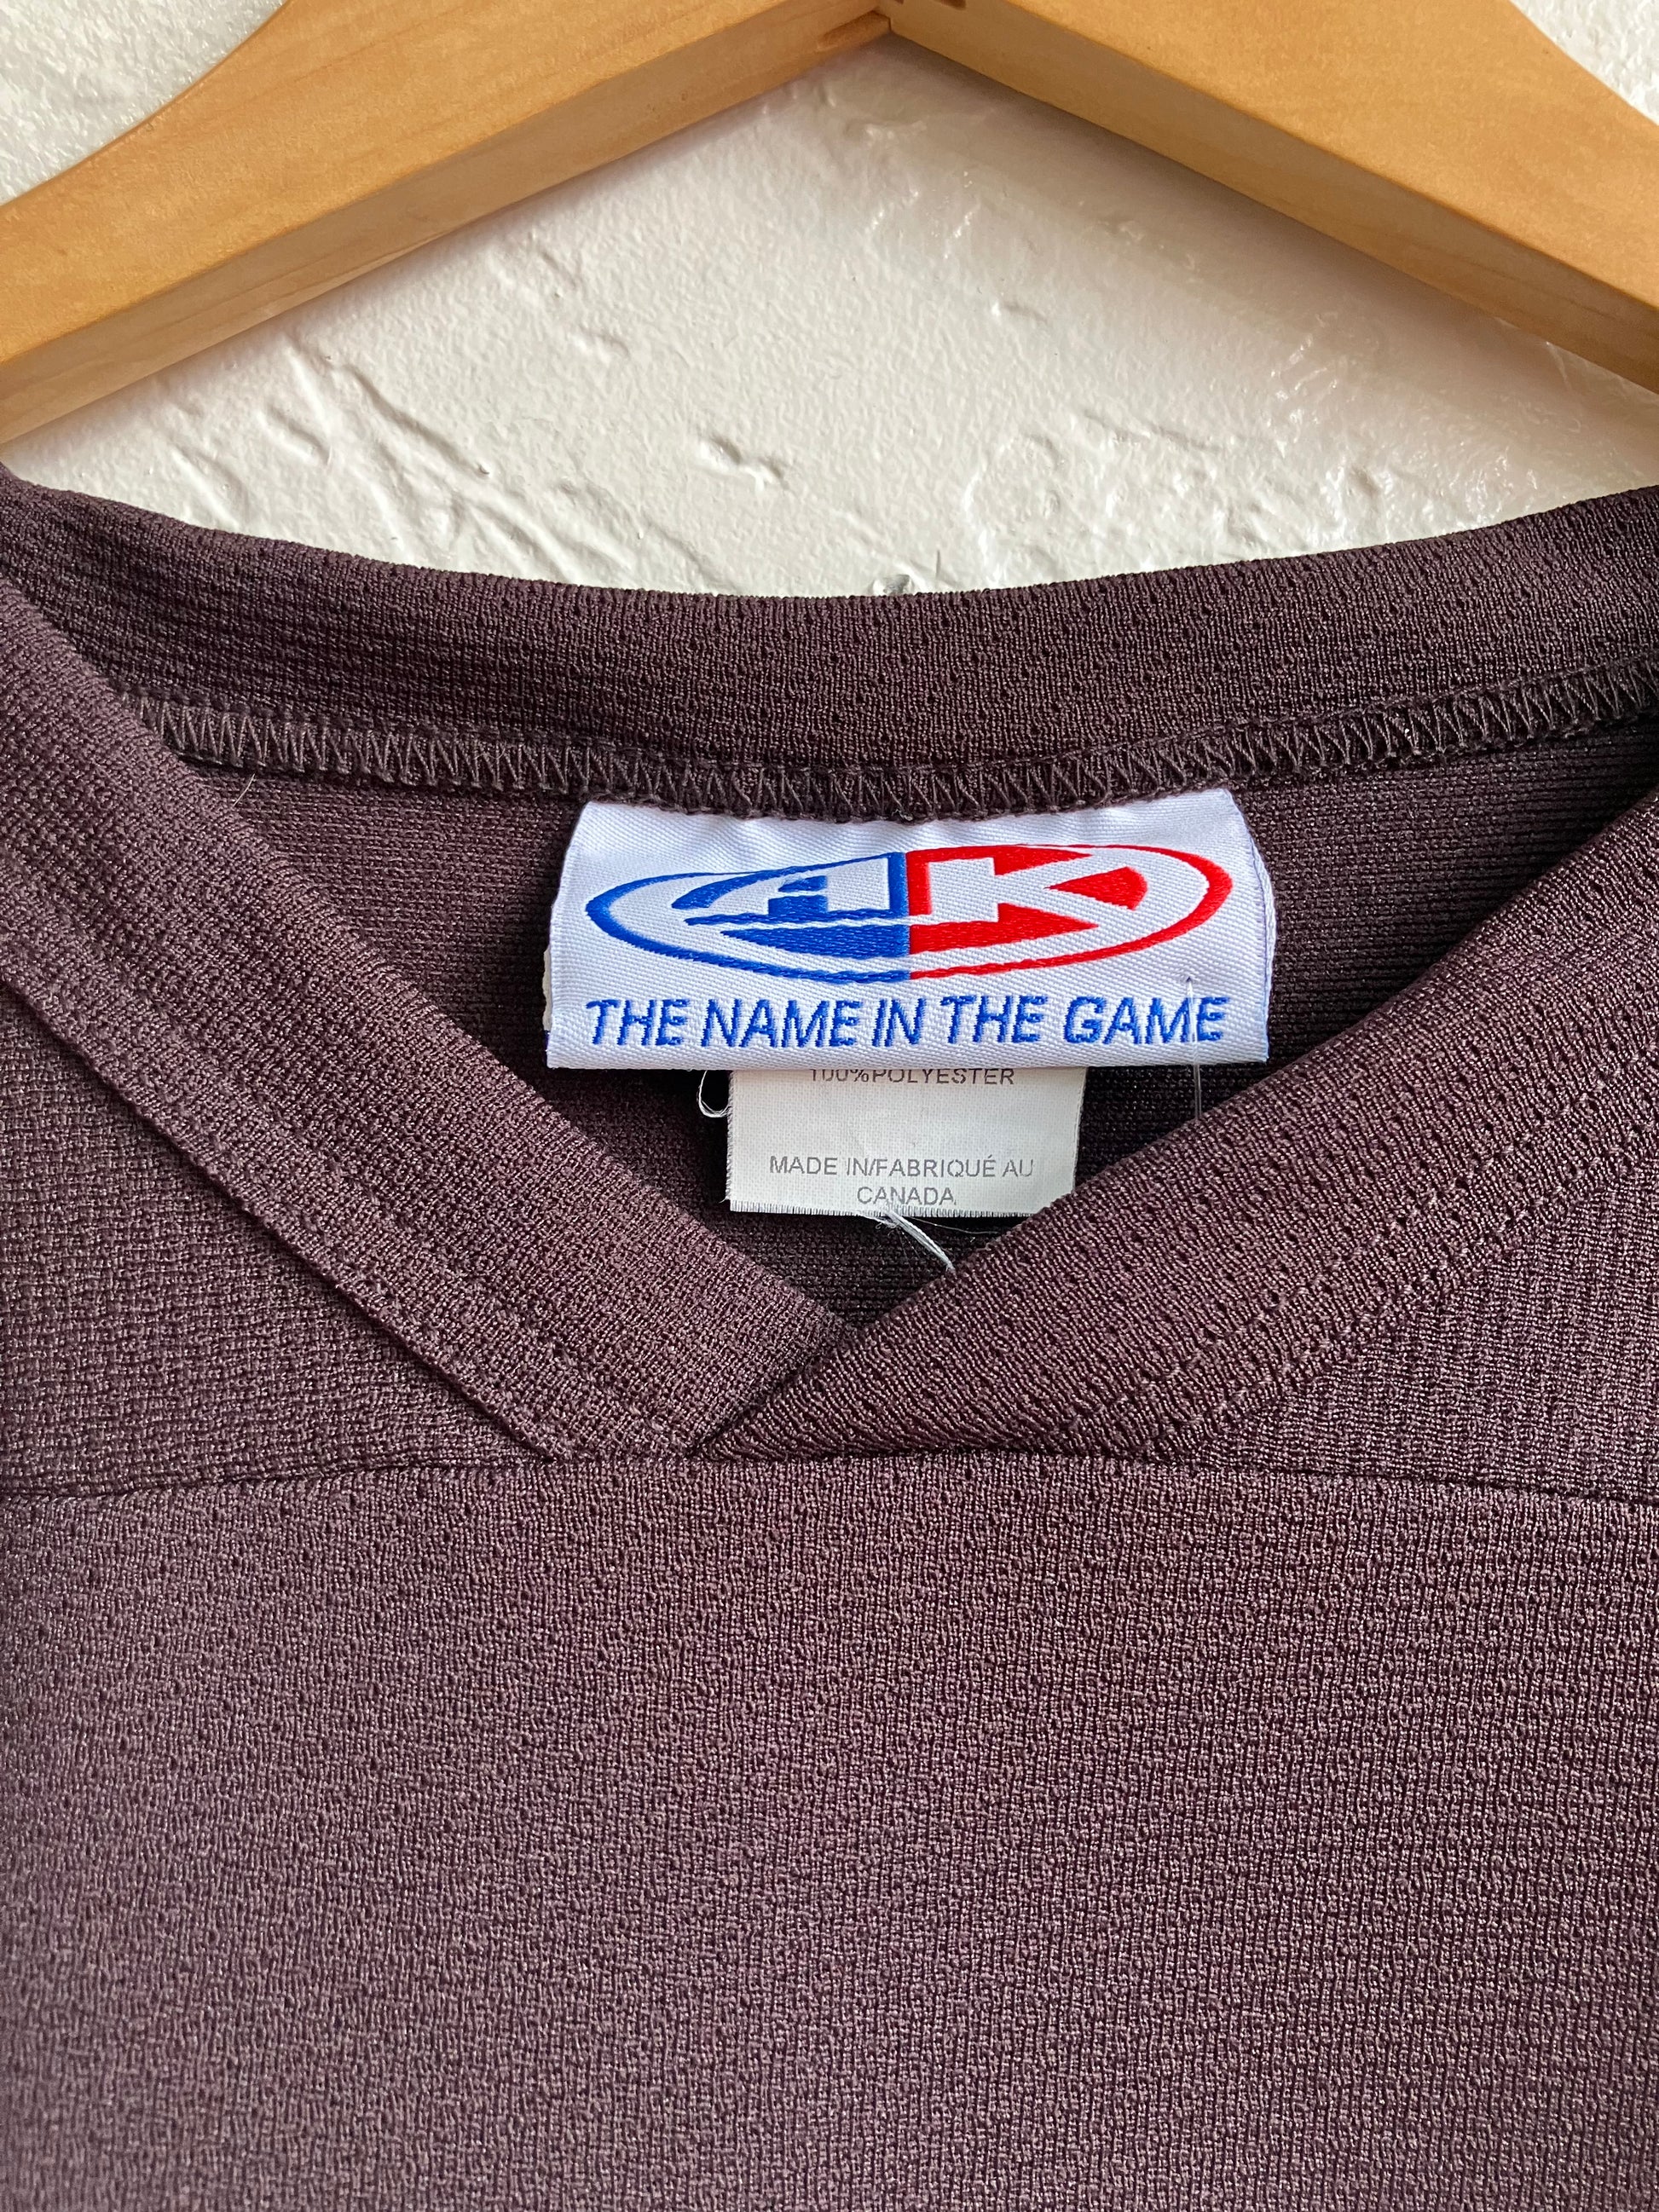 AK
THE NAME IN THE GAME
100%POLYESTER
MADE IN/FABRIQUÉ AU
CANADA